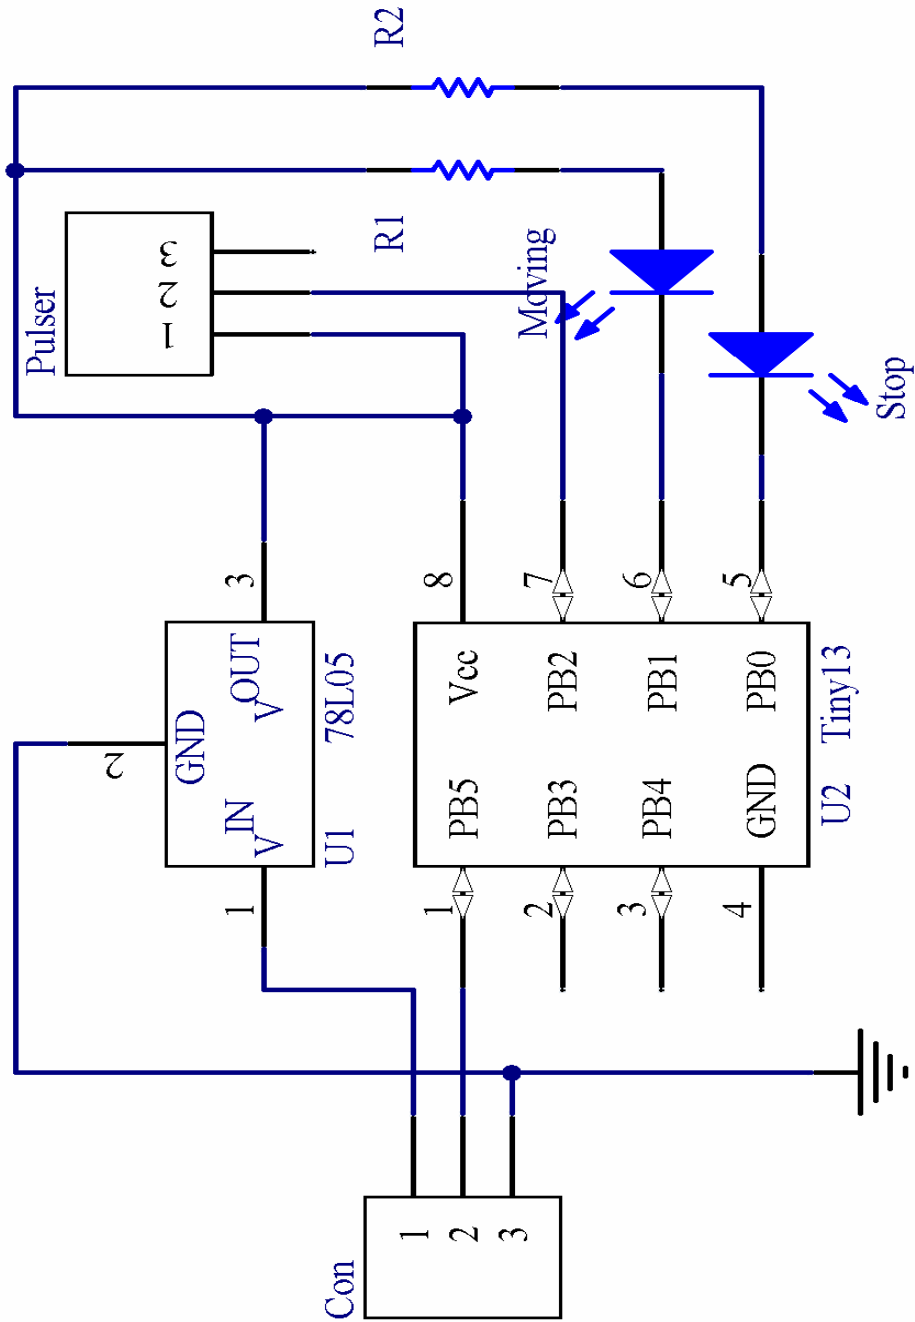 R2
R1
Pulser
3
2
1
Moving
Stop
3
2
GND
V OUT
V IN
1
78L05
U1
8
7
6
5
Vcc
PB2
PB1
PB0
PB5
PB3
PB4
GND
Tiny13
U2
1
2
3
4
Con
1
2
3